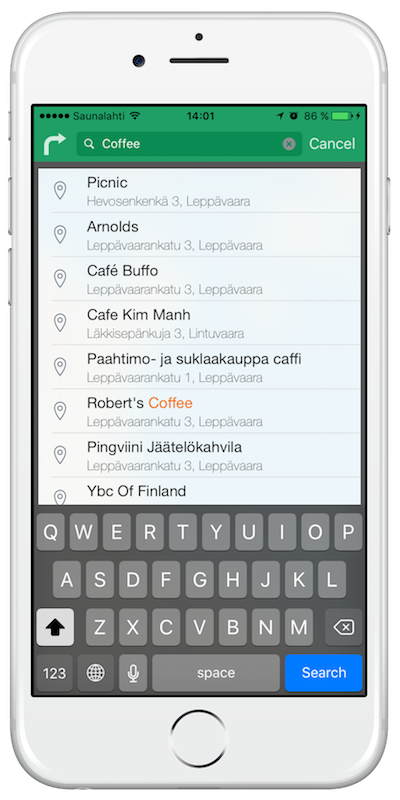 Saunalahti 14:01 86 %
Coffee Cancel
Picnic
Hevosenkenkä 3, Leppävaara
Arnolds
Leppävaarankatu 3, Leppävaara
Café Buffo
Leppävaarankatu 3, Leppävaara
Cafe Kim Manh
Läkkisepänkuja 3, Lintuvaara
Paahtimo- ja suklaakauppa caffi
Leppävaarankatu 1, Leppävaara
Robert's Coffee
Leppävaarankatu 3, Leppävaara
Pingviini Jäätelökahvila
Leppävaarankatu 3, Leppävaara
Ybc Of Finland
Q W E R T Y U I O P
A S D F G H J K L
Z X C V B N M
123 space Search